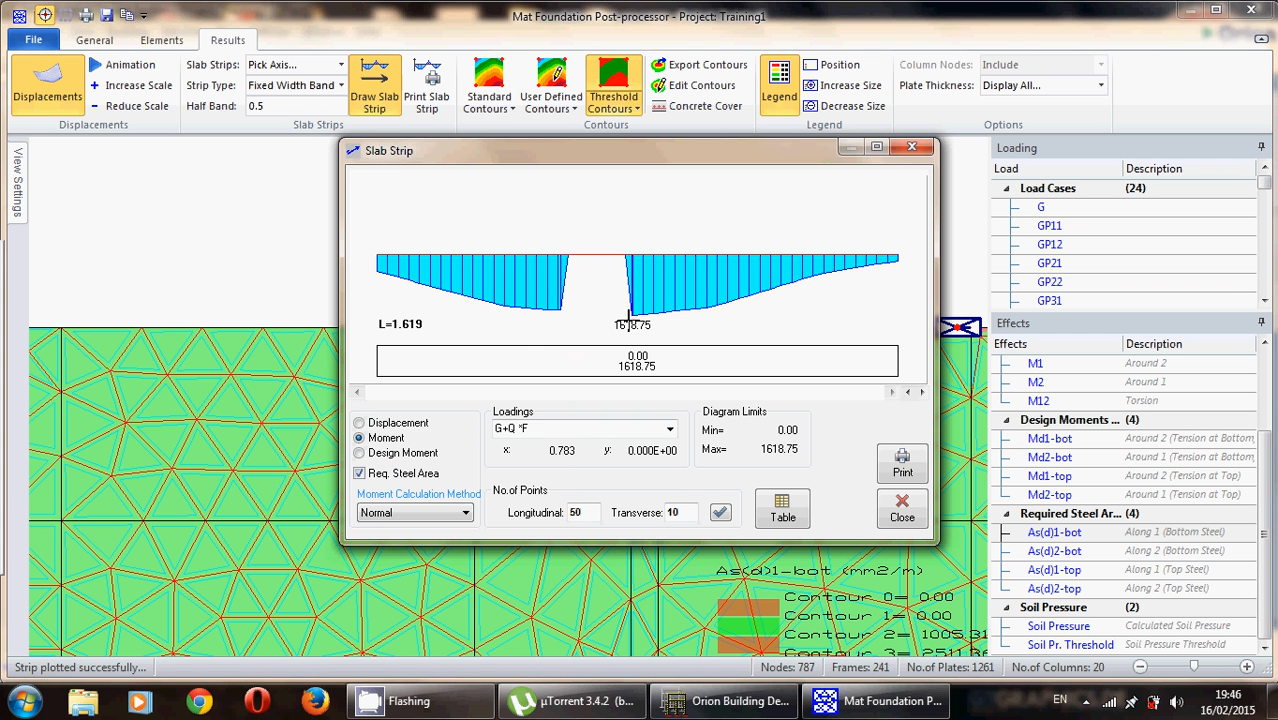 Mat Foundation Post-processor - Project: Training1
File General Elements Results
Displacements
Animation
Increase Scale
Reduce Scale
Displacements
Slab Strips: Pick Axis...
Strip Type: Fixed Width Band
Half Band: 0.5
Draw Slab Strip
Print Slab Strip
Slab Strips
Standard Contours
User Defined Contours
Threshold Contours
Export Contours
Edit Contours
Concrete Cover
Contours
Legend
Position
Increase Size
Decrease Size
Legend
Column Nodes: Include
Plate Thickness: Display All...
Options
View Settings
Slab Strip
L=1.619
1618.75
0.00
1618.75
Displacement
Moment
Design Moment
Req. Steel Area
Moment Calculation Method
Normal
Loadings
G+Q *F
x: 0.783 y: 0.000E+00
No.of Points
Longitudinal: 50 Transverse: 10
Diagram Limits
Min= 0.00
Max= 1618.75
Table
Print
Close
As(d)1-bot (mm2/m)
Contour 0= 0.00
Contour 1= 0.00
Contour 2= 1005.31
Contour 3= 2511.36
Loading
Load Description
Load Cases (24)
G
GP11
GP12
GP21
GP22
GP31
Effects
Effects Description
M1 Around 2
M2 Around 1
M12 Torsion
Design Moments ... (4)
Md1-bot Around 2 (Tension at Bottom)
Md2-bot Around 1 (Tension at Bottom)
Md1-top Around 2 (Tension at Top)
Md2-top Around 1 (Tension at Top)
Required Steel Ar... (4)
As(d)1-bot Along 1 (Bottom Steel)
As(d)2-bot Along 2 (Bottom Steel)
As(d)1-top Along 1 (Top Steel)
As(d)2-top Along 2 (Top Steel)
Soil Pressure (2)
Soil Pressure Calculated Soil Pressure
Soil Pr. Threshold Soil Pressure Threshold
Strip plotted successfully...
Nodes: 787 Frames: 241 No.of Plates: 1261 No.of Columns: 20
Flashing
µTorrent 3.4.2 (b...
Orion Building De...
Mat Foundation P...
EN
19:46
16/02/2015